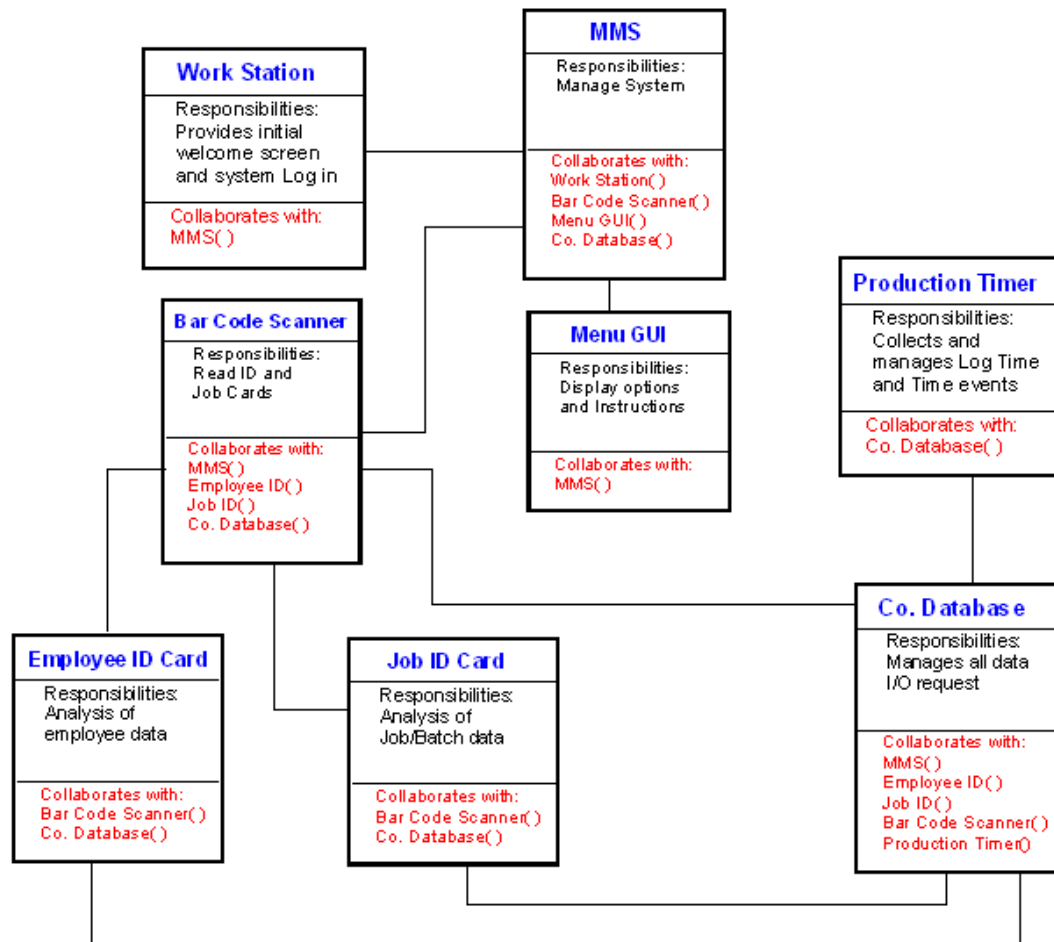 MMS
Responsibilities:
Manage System
Collaborates with:
Work Station( )
Bar Code Scanner( )
Menu GUI( )
Co. Database( )
Work Station
Responsibilities:
Provides initial
welcome screen
and system Log in
Collaborates with:
MMS( )
Production Timer
Responsibilities:
Collects and
manages Log Time
and Time events
Collaborates with:
Co. Database( )
Bar Code Scanner
Responsibilities:
Read ID and
Job Cards
Collaborates with:
MMS( )
Employee ID( )
Job ID( )
Co. Database( )
Menu GUI
Responsibilities:
Display options
and Instructions
Collaborates with:
MMS( )
Co. Database
Responsibilities:
Manages all data
I/O request
Collaborates with:
MMS( )
Employee ID( )
Job ID( )
Bar Code Scanner( )
Production Timer()
Employee ID Card
Responsibilities:
Analysis of
employee data
Collaborates with:
Bar Code Scanner( )
Co. Database( )
Job ID Card
Responsibilities:
Analysis of
Job/Batch data
Collaborates with:
Bar Code Scanner( )
Co. Database( )